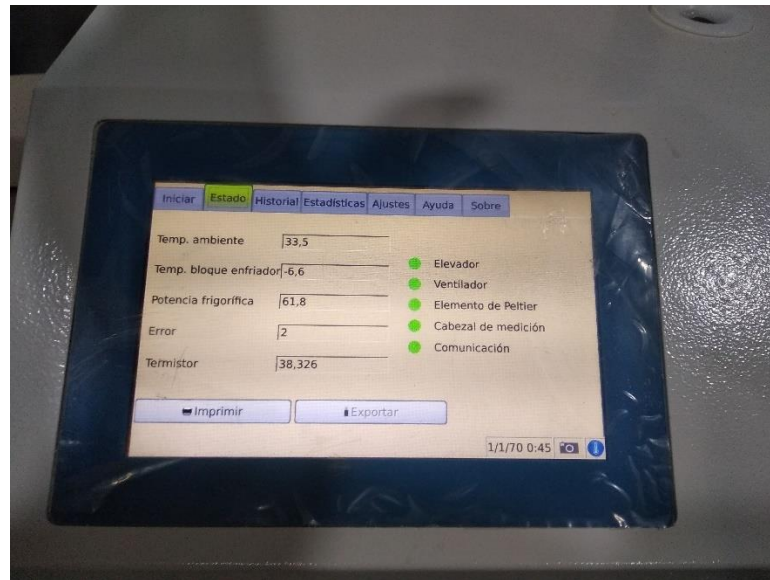 Iniciar Estado Historial Estadísticas Ajustes Ayuda Sobre
Temp. ambiente 33,5
Temp. bloque enfriador -6,6
Potencia frigorífica 61,8
Error 2
Termistor 38,326
Elevador
Ventilador
Elemento de Peltier
Cabezal de medición
Comunicación
Imprimir Exportar
1/1/70 0:45